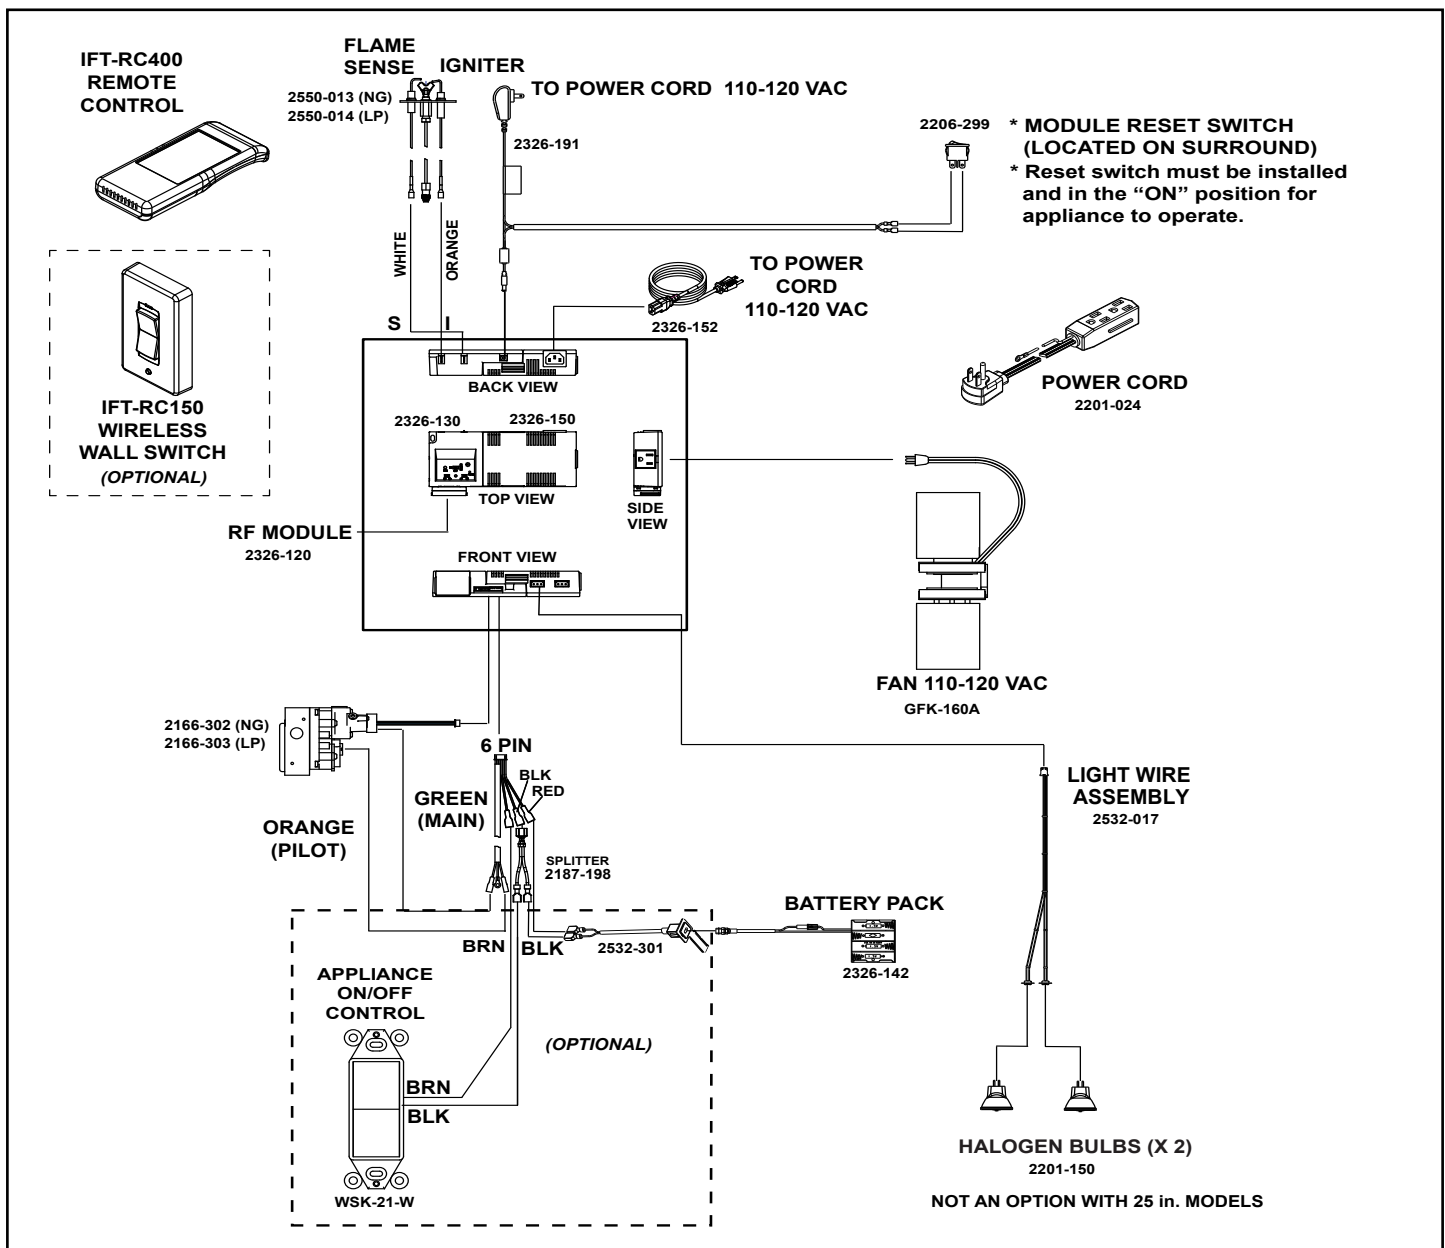 IFT-RC400
REMOTE
CONTROL
FLAME
SENSE
IGNITER
2550-013 (NG)
2550-014 (LP)
TO POWER CORD 110-120 VAC
2326-191
2206-299
* MODULE RESET SWITCH
(LOCATED ON SURROUND)
* Reset switch must be installed
and in the “ON” position for
appliance to operate.
WHITE
ORANGE
S
I
IFT-RC150
WIRELESS
WALL SWITCH
(OPTIONAL)
TO POWER
CORD
110-120 VAC
2326-152
POWER CORD
2201-024
BACK VIEW
2326-130
2326-150
TOP VIEW
SIDE
VIEW
RF MODULE
2326-120
FRONT VIEW
FAN 110-120 VAC
GFK-160A
2166-302 (NG)
2166-303 (LP)
6 PIN
BLK
RED
GREEN
(MAIN)
ORANGE
(PILOT)
SPLITTER
2187-198
LIGHT WIRE
ASSEMBLY
2532-017
BRN
BLK
2532-301
BATTERY PACK
2326-142
APPLIANCE
ON/OFF
CONTROL
(OPTIONAL)
BRN
BLK
WSK-21-W
HALOGEN BULBS (X 2)
2201-150
NOT AN OPTION WITH 25 in. MODELS